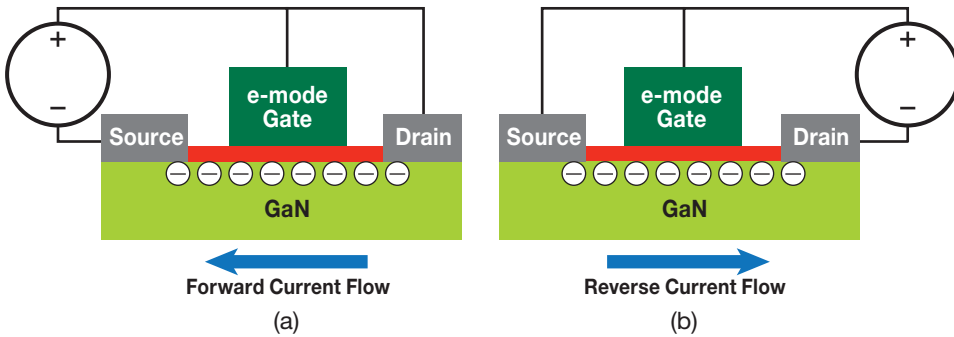 +
−
e-mode
Gate
Source
Drain
− − − − − − − −
GaN
Forward Current Flow
(a)
+
−
e-mode
Gate
Source
Drain
− − − − − − − −
GaN
Reverse Current Flow
(b)